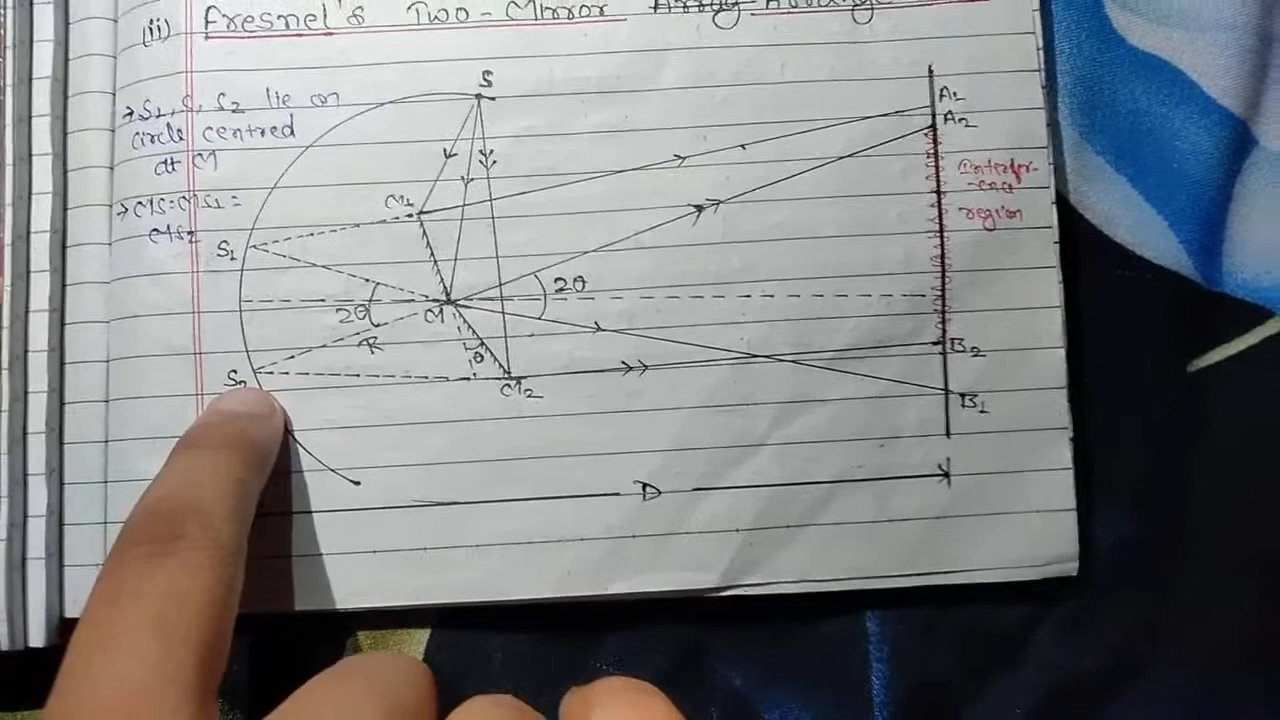 (ii) Fresnel's Two-Mirror
→ S₁, S, S₂ lie on
circle centred
at M
→ MS = MS₁ =
MS₂
S
A₁
A₂
Interfer-
-ence
region
M₁
S₁
2θ
2θ
M
R
θ
B₂
S₂
M₂
B₁
D